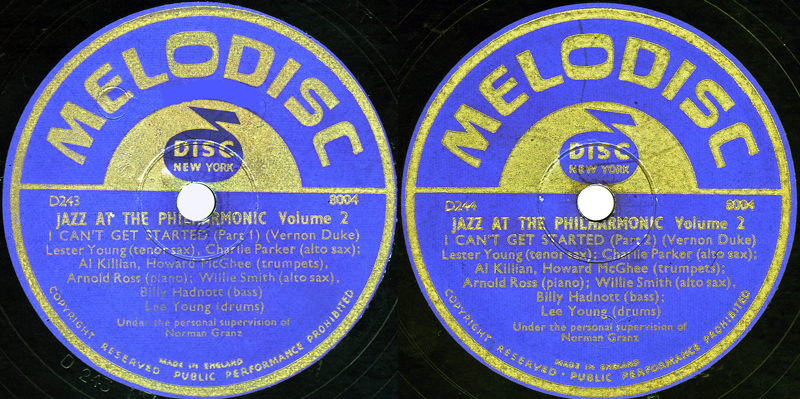 MELODISC
DISC
NEW YORK
D243 8004
JAZZ AT THE PHILHARMONIC Volume 2
I CAN'T GET STARTED (Part 1) (Vernon Duke)
Lester Young (tenor sax), Charlie Parker (alto sax);
Al Killian, Howard McGhee (trumpets),
Arnold Ross (piano); Willie Smith (alto sax),
Billy Hadnott (bass)
Lee Young (drums)
Under the personal supervision of
Norman Granz
MADE IN ENGLAND
COPYRIGHT RESERVED PUBLIC PERFORMANCE PROHIBITED
D 243
MELODISC
DISC
NEW YORK
D244 8004
JAZZ AT THE PHILHARMONIC Volume 2
I CAN'T GET STARTED (Part 2) (Vernon Duke)
Lester Young (tenor sax); Charlie Parker (alto sax);
Al Killian, Howard McGhee (trumpets);
Arnold Ross (piano); Willie Smith (alto sax),
Billy Hadnott (bass);
Lee Young (drums)
Under the personal supervision of
Norman Granz
MADE IN ENGLAND
COPYRIGHT RESERVED · PUBLIC PERFORMANCE PROHIBITED